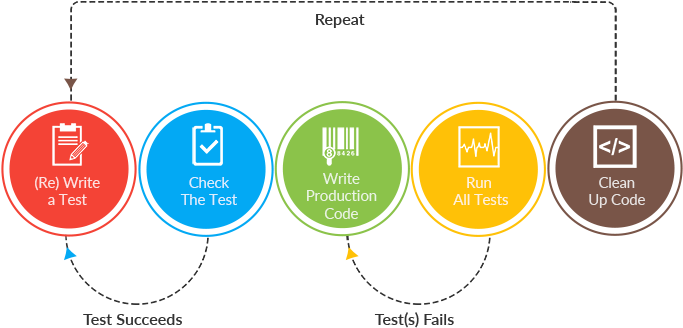 Repeat
(Re) Write
a Test
Check
The Test
8
8426
Write
Production
Code
Run
All Tests
</>
Clean
Up Code
Test Succeeds
Test(s) Fails